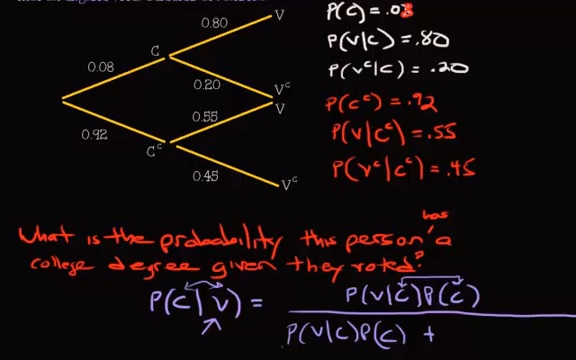 0.80 V
C
0.08
0.20
V^c
V
0.55
0.92
C^c
0.45
V^c
P(C) = .08
P(V|C) = .80
P(V^c|C) = .20
P(C^c) = .92
P(V|C^c) = .55
P(V^c|C^c) = .45
What is the probability this person has a
college degree given they voted?
P(C|V) = P(V|C)P(C)
P(V|C)P(C) +